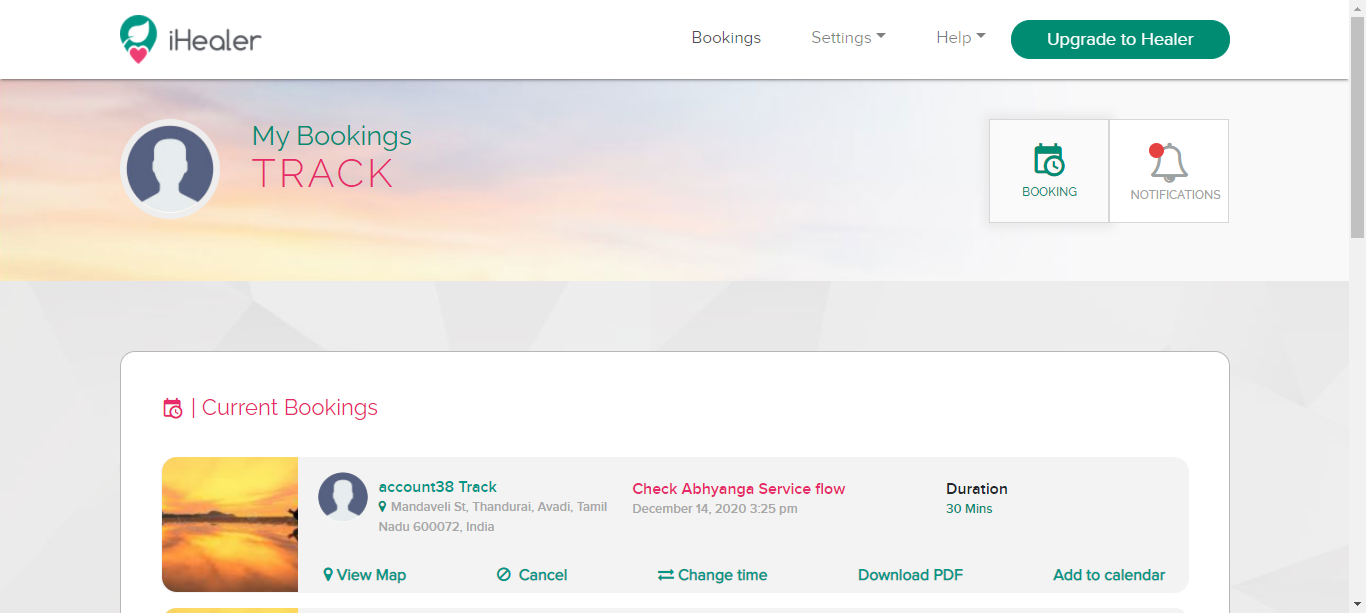 iHealer
Bookings
Settings
Help
Upgrade to Healer
My Bookings
TRACK
BOOKING
NOTIFICATIONS
| Current Bookings
account38 Track
Mandaveli St, Thandurai, Avadi, Tamil
Nadu 600072, India
Check Abhyanga Service flow
December 14, 2020 3:25 pm
Duration
30 Mins
View Map
Cancel
Change time
Download PDF
Add to calendar